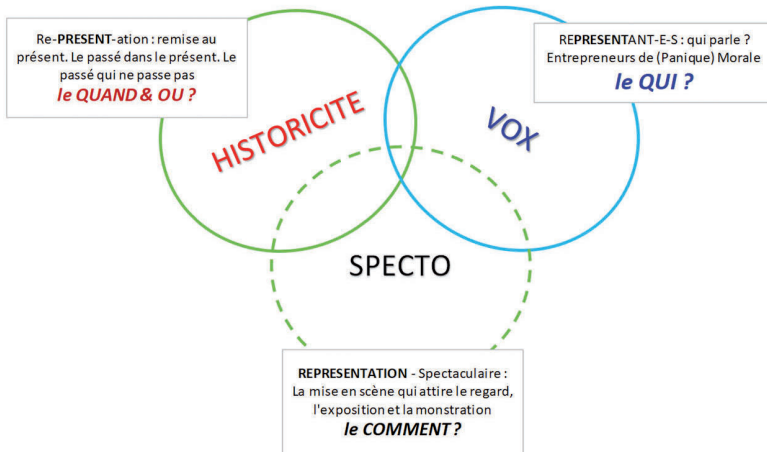 Re-PRESENT-ation : remise au
présent. Le passé dans le présent. Le
passé qui ne passe pas
le QUAND & OU ?
REPRESENTANT-E-S : qui parle ?
Entrepreneurs de (Panique) Morale
le QUI ?
HISTORICITE
VOX
SPECTO
REPRESENTATION - Spectaculaire :
La mise en scène qui attire le regard,
l'exposition et la monstration
le COMMENT ?